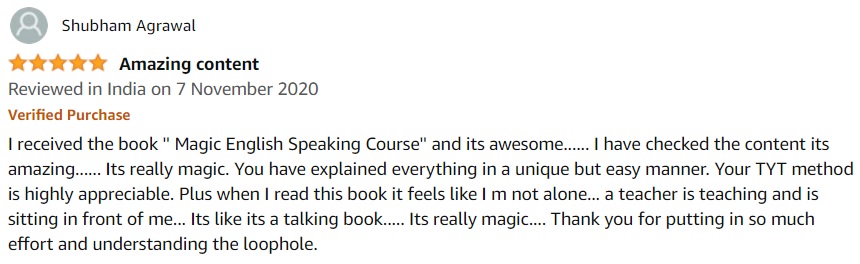 Shubham Agrawal
Amazing content
Reviewed in India on 7 November 2020
Verified Purchase
I received the book " Magic English Speaking Course" and its awesome...... I have checked the content its
amazing...... Its really magic. You have explained everything in a unique but easy manner. Your TYT method
is highly appreciable. Plus when I read this book it feels like I m not alone... a teacher is teaching and is
sitting in front of me... Its like its a talking book..... Its really magic.... Thank you for putting in so much
effort and understanding the loophole.